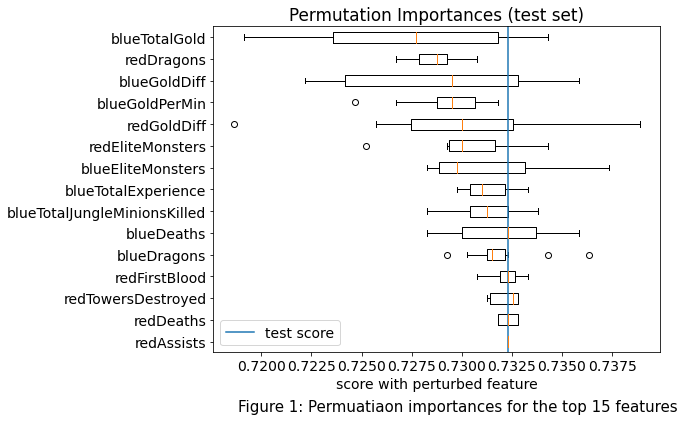 Permutation Importances (test set)
blueTotalGold
redDragons
blueGoldDiff
blueGoldPerMin
redGoldDiff
redEliteMonsters
blueEliteMonsters
blueTotalExperience
blueTotalJungleMinionsKilled
blueDeaths
blueDragons
redFirstBlood
redTowersDestroyed
redDeaths
redAssists
test score
0.7200 0.7225 0.7250 0.7275 0.7300 0.7325 0.7350 0.7375
score with perturbed feature
Figure 1: Permuatiaon importances for the top 15 features